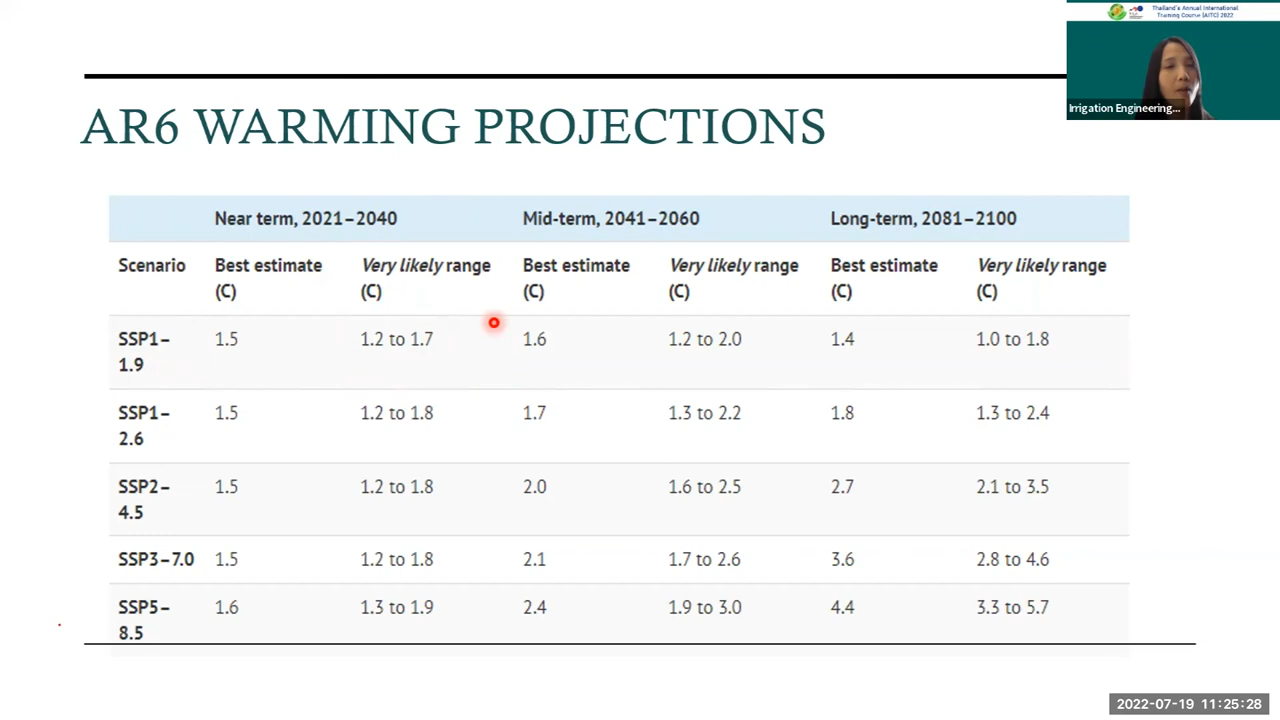 Thailand's Annual International
Training Course (AITC) 2022
Irrigation Engineering...
AR6 WARMING PROJECTIONS
Near term, 2021–2040 Mid-term, 2041–2060 Long-term, 2081–2100
Scenario Best estimate (C) Very likely range (C) Best estimate (C) Very likely range (C) Best estimate (C) Very likely range (C)
SSP1–1.9 1.5 1.2 to 1.7 1.6 1.2 to 2.0 1.4 1.0 to 1.8
SSP1–2.6 1.5 1.2 to 1.8 1.7 1.3 to 2.2 1.8 1.3 to 2.4
SSP2–4.5 1.5 1.2 to 1.8 2.0 1.6 to 2.5 2.7 2.1 to 3.5
SSP3–7.0 1.5 1.2 to 1.8 2.1 1.7 to 2.6 3.6 2.8 to 4.6
SSP5–8.5 1.6 1.3 to 1.9 2.4 1.9 to 3.0 4.4 3.3 to 5.7
2022-07-19 11:25:28